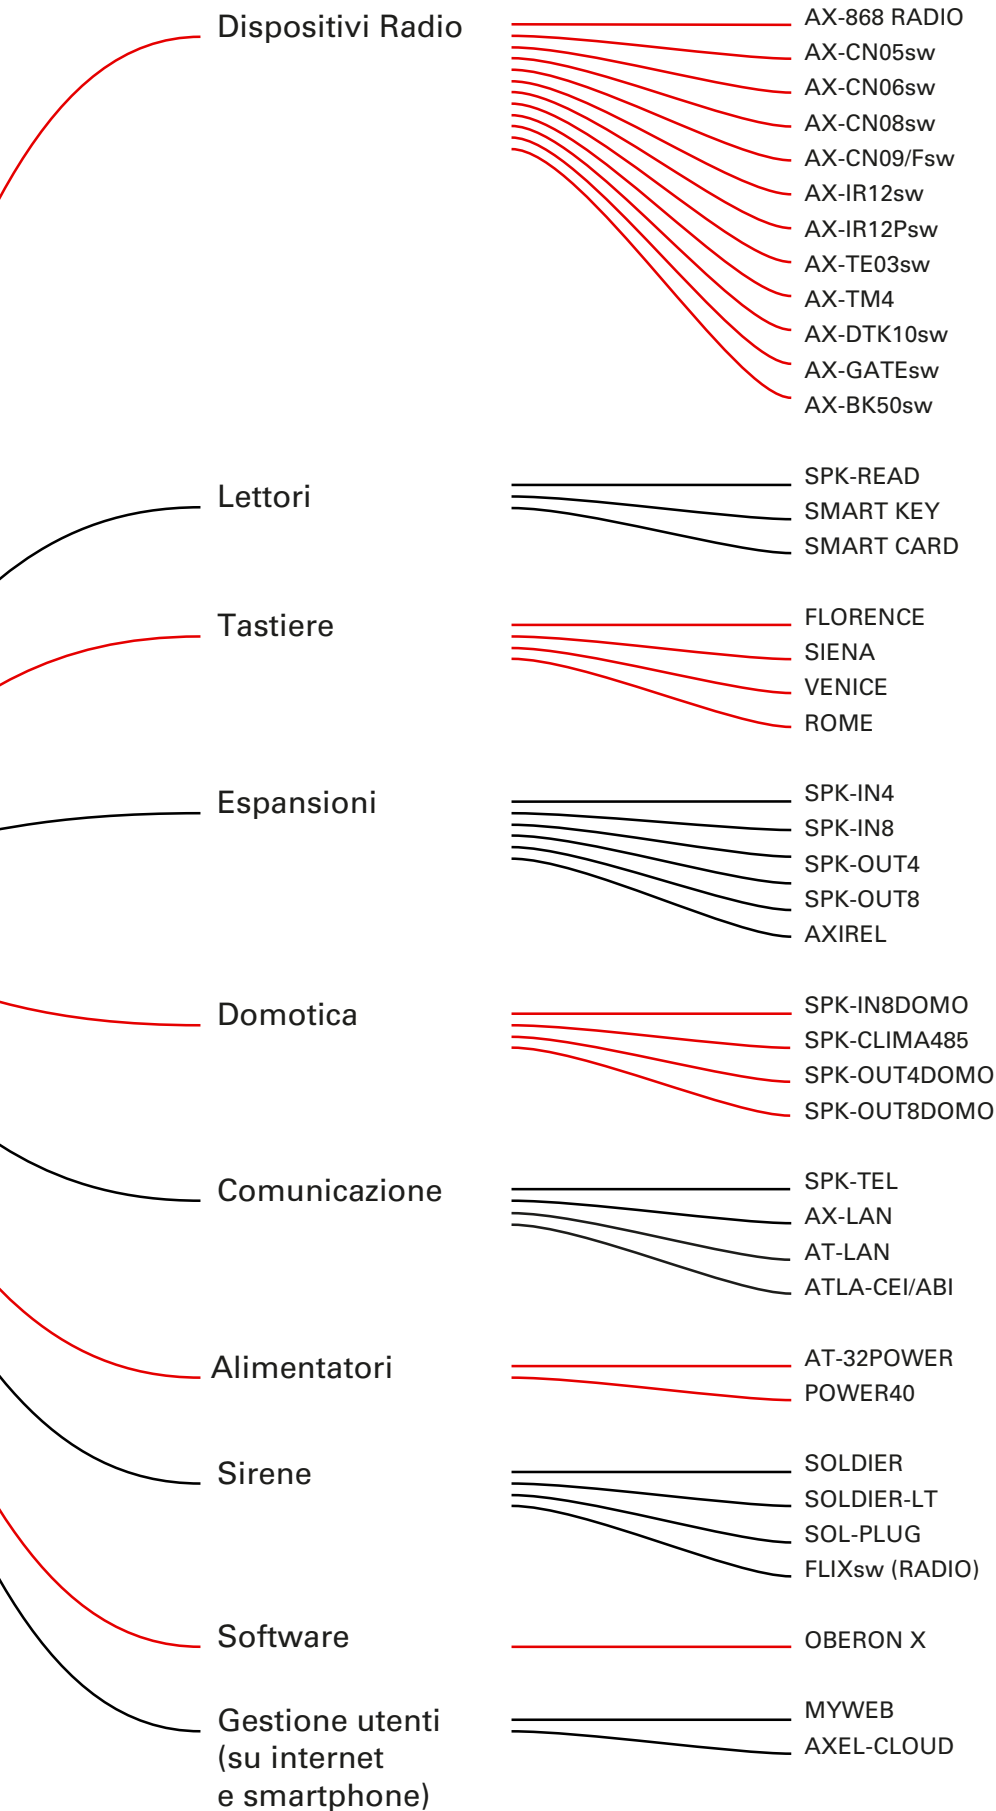 Dispositivi Radio
AX-868 RADIO
AX-CN05sw
AX-CN06sw
AX-CN08sw
AX-CN09/Fsw
AX-IR12sw
AX-IR12Psw
AX-TE03sw
AX-TM4
AX-DTK10sw
AX-GATEsw
AX-BK50sw
Lettori
SPK-READ
SMART KEY
SMART CARD
Tastiere
FLORENCE
SIENA
VENICE
ROME
Espansioni
SPK-IN4
SPK-IN8
SPK-OUT4
SPK-OUT8
AXIREL
Domotica
SPK-IN8DOMO
SPK-CLIMA485
SPK-OUT4DOMO
SPK-OUT8DOMO
Comunicazione
SPK-TEL
AX-LAN
AT-LAN
ATLA-CEI/ABI
Alimentatori
AT-32POWER
POWER40
Sirene
SOLDIER
SOLDIER-LT
SOL-PLUG
FLIXsw (RADIO)
Software
OBERON X
Gestione utenti
(su internet
e smartphone)
MYWEB
AXEL-CLOUD